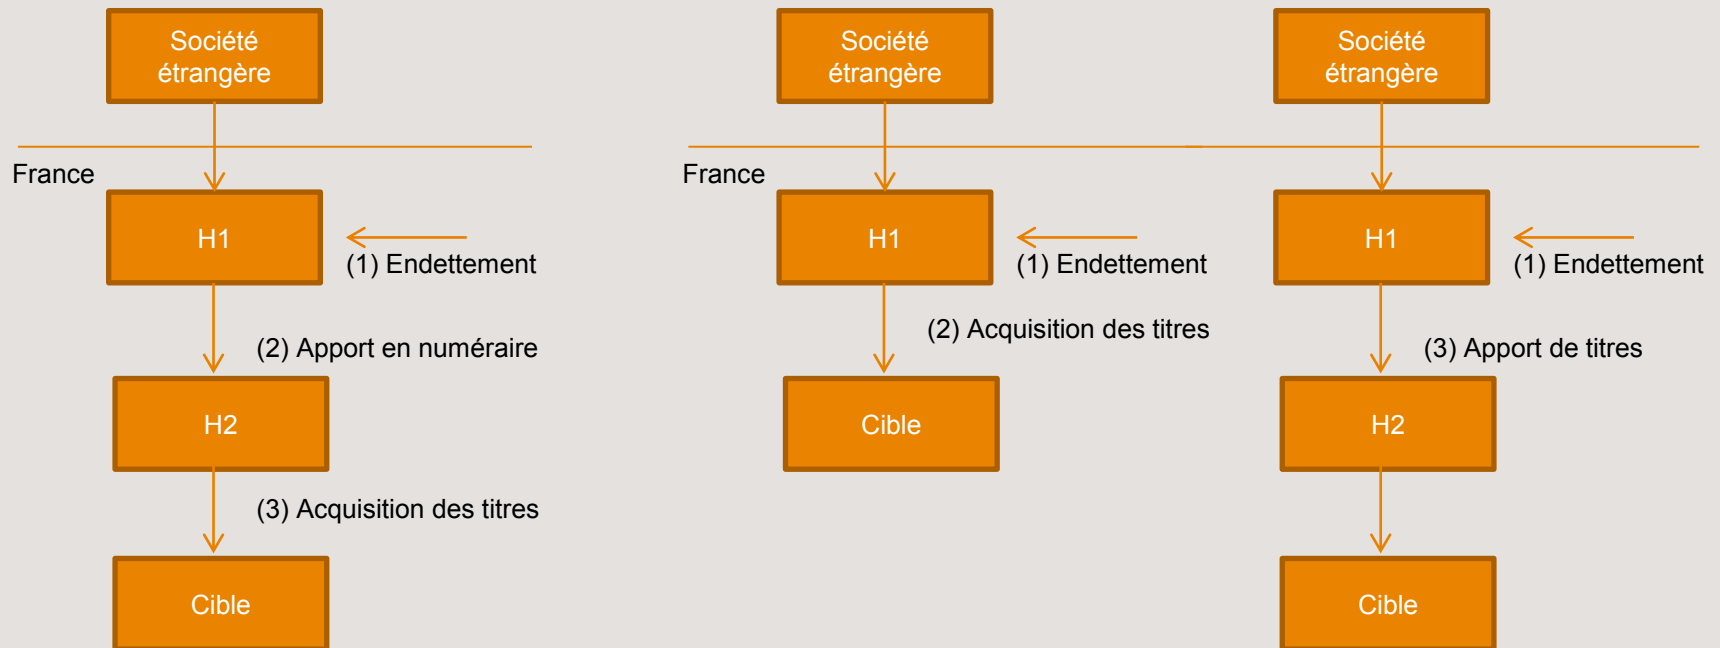 Société
étrangère
France
H1
(1) Endettement
(2) Apport en numéraire
H2
(3) Acquisition des titres
Cible
Société
étrangère
France
H1
(1) Endettement
(2) Acquisition des titres
Cible
Société
étrangère
H1
(1) Endettement
(3) Apport de titres
H2
Cible